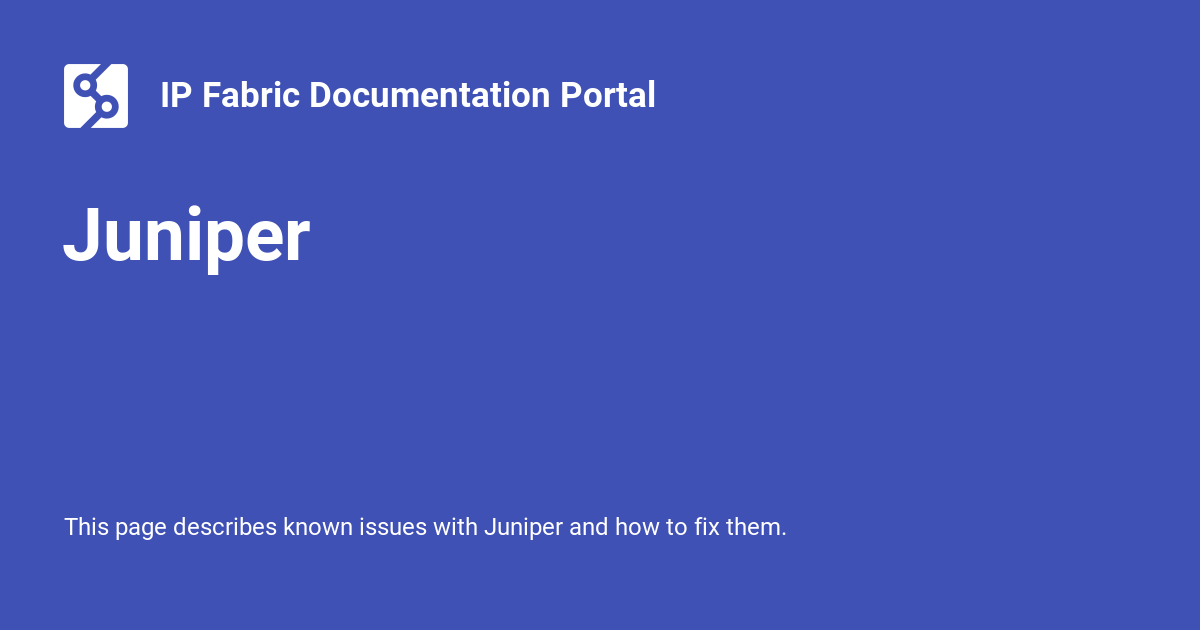 IP Fabric Documentation Portal
Juniper
This page describes known issues with Juniper and how to fix them.